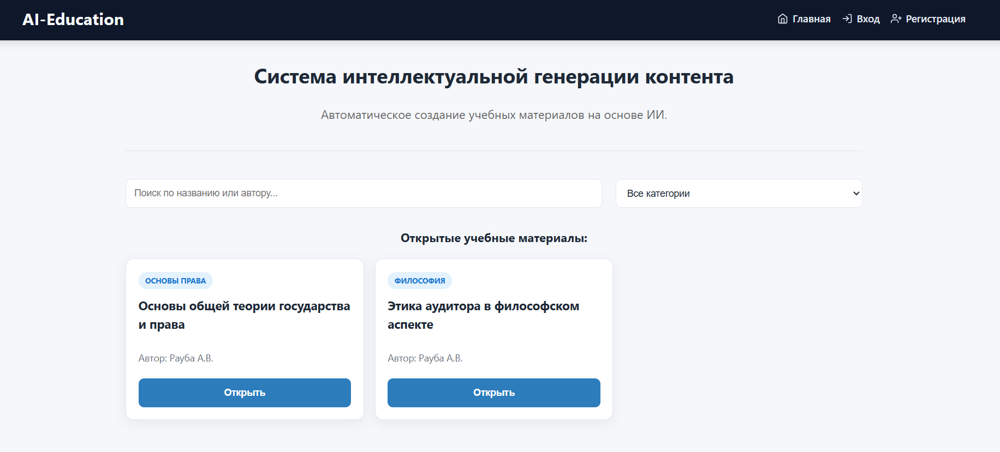 AI-Education
Главная
Вход
Регистрация
Система интеллектуальной генерации контента
Автоматическое создание учебных материалов на основе ИИ.
Поиск по названию или автору...
Все категории
Открытые учебные материалы:
ОСНОВЫ ПРАВА
Основы общей теории государства
и права
Автор: Рауба А.В.
Открыть
ФИЛОСОФИЯ
Этика аудитора в философском
аспекте
Автор: Рауба А.В.
Открыть